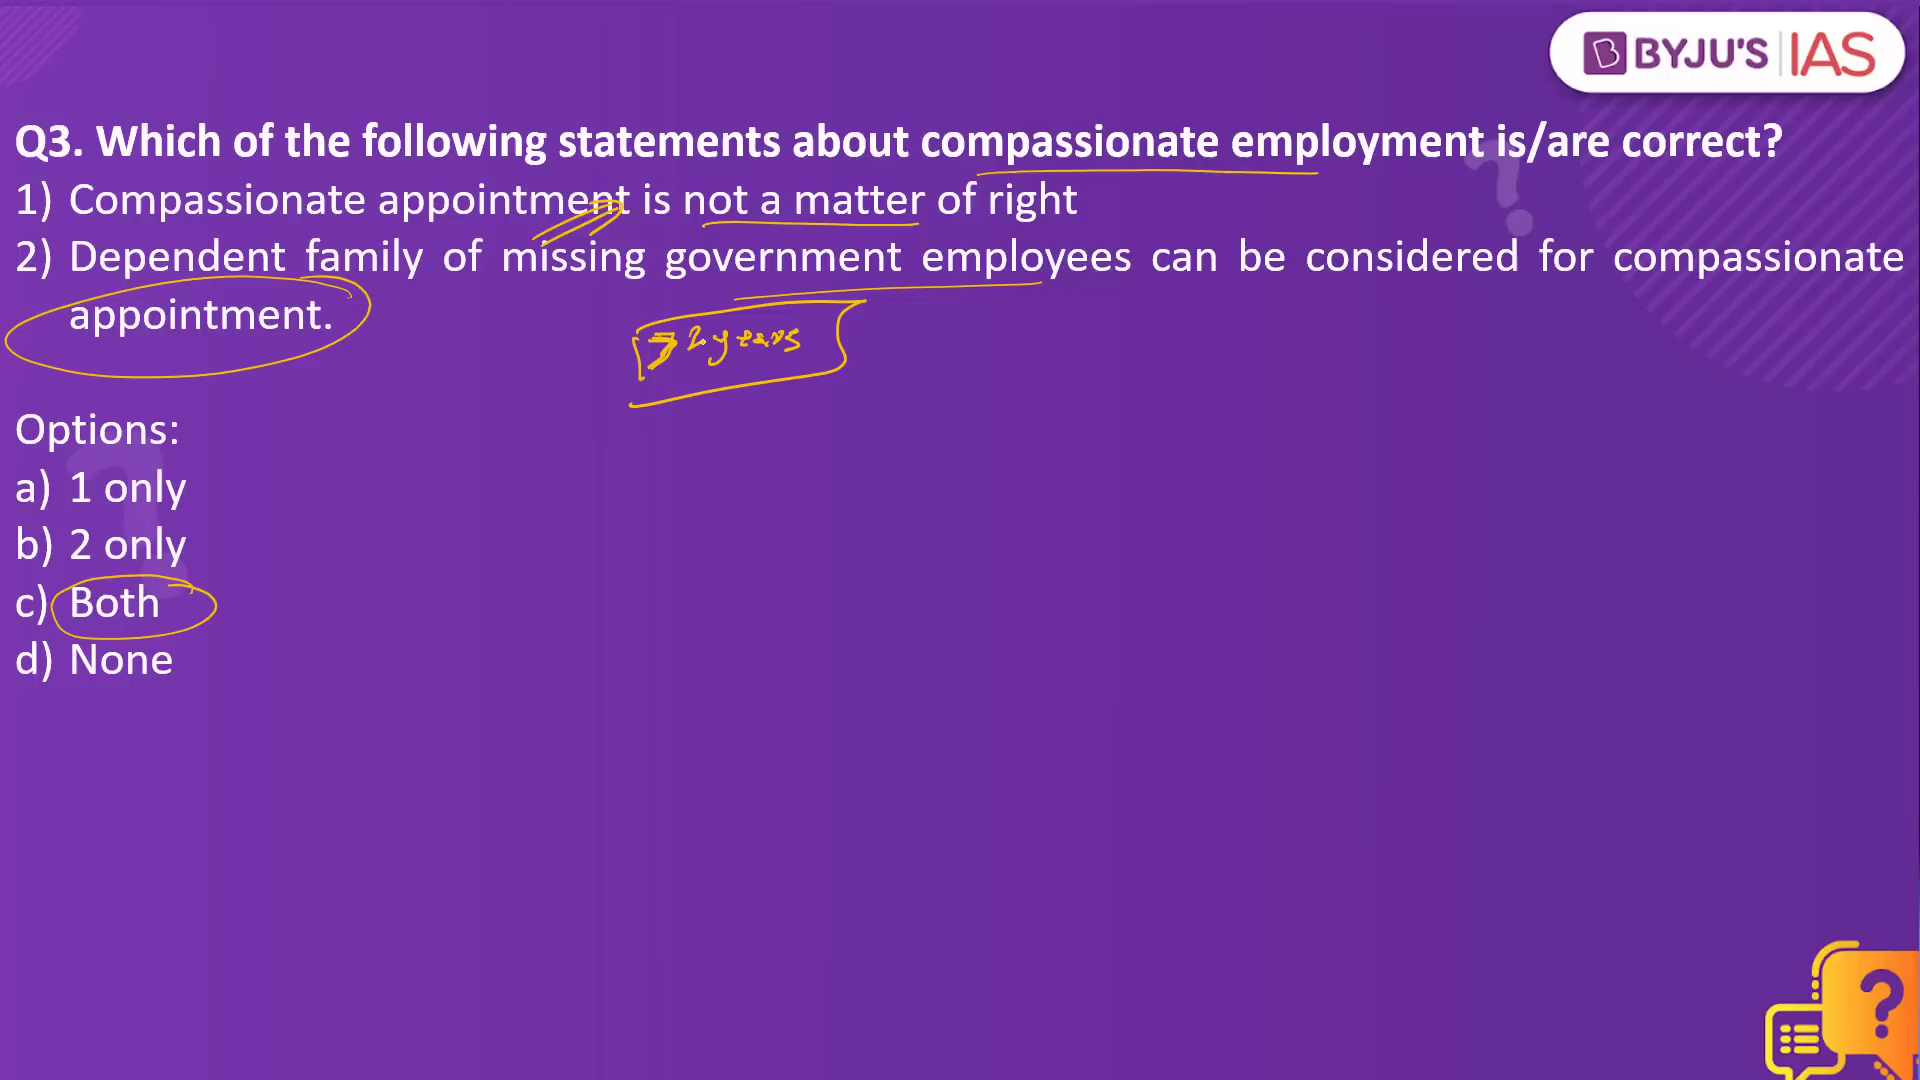 BYJU'S IAS
Q3. Which of the following statements about compassionate employment is/are correct?
1) Compassionate appointment is not a matter of right
2) Dependent family of missing government employees can be considered for compassionate
appointment.
> 2 years
Options:
a) 1 only
b) 2 only
c) Both
d) None